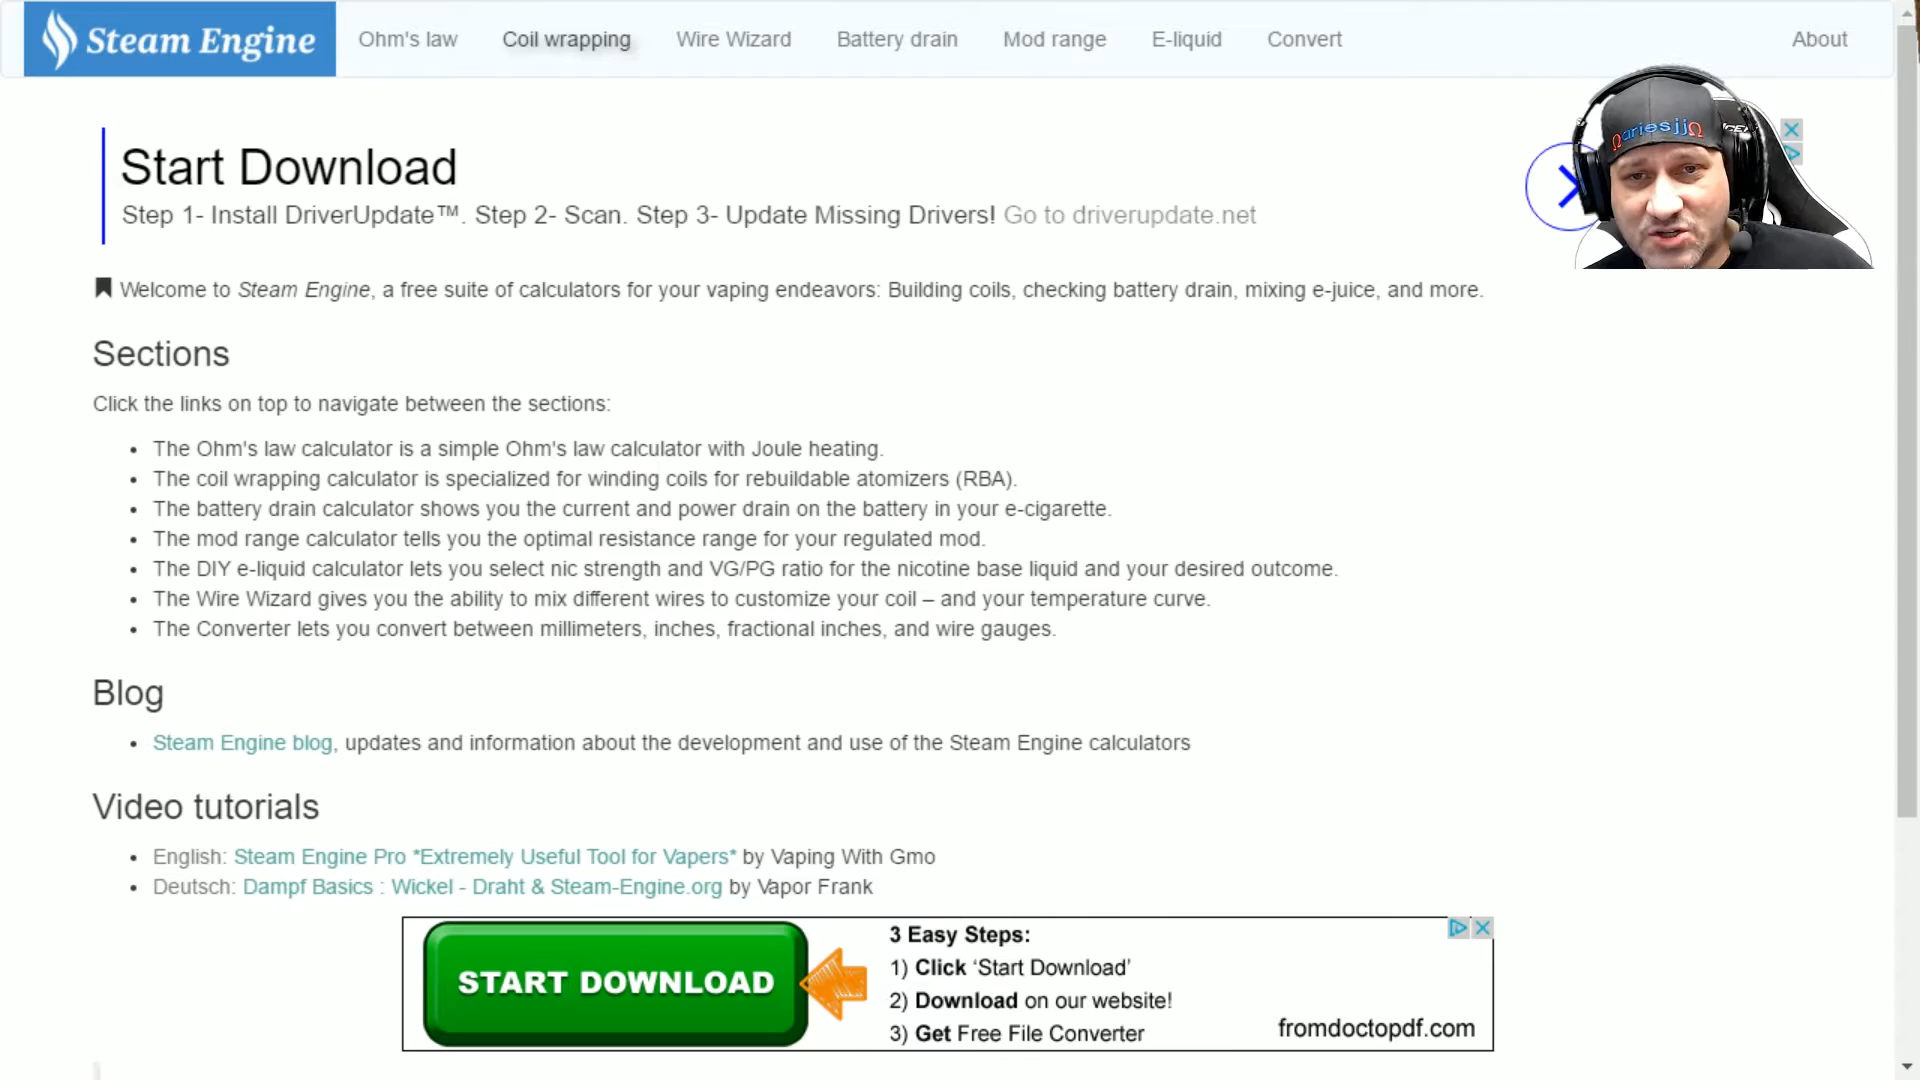 Steam Engine Ohm's law Coil wrapping Wire Wizard Battery drain Mod range E-liquid Convert About
ΩariesjjΩ
Start Download
Step 1- Install DriverUpdate™. Step 2- Scan. Step 3- Update Missing Drivers! Go to driverupdate.net
Welcome to Steam Engine, a free suite of calculators for your vaping endeavors: Building coils, checking battery drain, mixing e-juice, and more.
Sections
Click the links on top to navigate between the sections:
• The Ohm's law calculator is a simple Ohm's law calculator with Joule heating.
• The coil wrapping calculator is specialized for winding coils for rebuildable atomizers (RBA).
• The battery drain calculator shows you the current and power drain on the battery in your e-cigarette.
• The mod range calculator tells you the optimal resistance range for your regulated mod.
• The DIY e-liquid calculator lets you select nic strength and VG/PG ratio for the nicotine base liquid and your desired outcome.
• The Wire Wizard gives you the ability to mix different wires to customize your coil – and your temperature curve.
• The Converter lets you convert between millimeters, inches, fractional inches, and wire gauges.
Blog
• Steam Engine blog, updates and information about the development and use of the Steam Engine calculators
Video tutorials
• English: Steam Engine Pro *Extremely Useful Tool for Vapers* by Vaping With Gmo
• Deutsch: Dampf Basics : Wickel - Draht & Steam-Engine.org by Vapor Frank
START DOWNLOAD
3 Easy Steps:
1) Click ‘Start Download’
2) Download on our website!
3) Get Free File Converter
fromdoctopdf.com